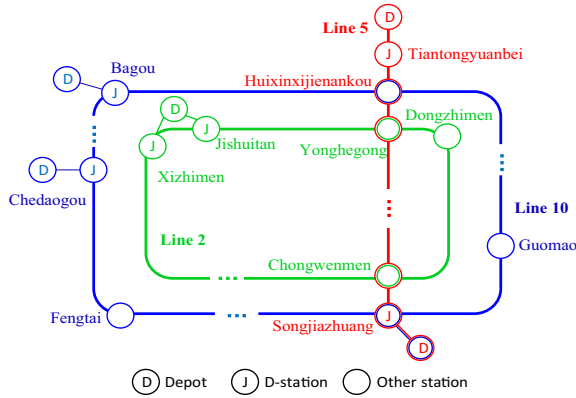 D
Line 5
J
Tiantongyuanbei
Bagou
Huixinxijienankou
D
J
D
Dongzhimen
J
Jishuitan
Yonghegong
J
Xizhimen
D
J
Chedaogou
Line 2
Line 10
Chongwenmen
Guomao
Fengtai
Songjiazhuang
J
D
D Depot
J D-station
Other station